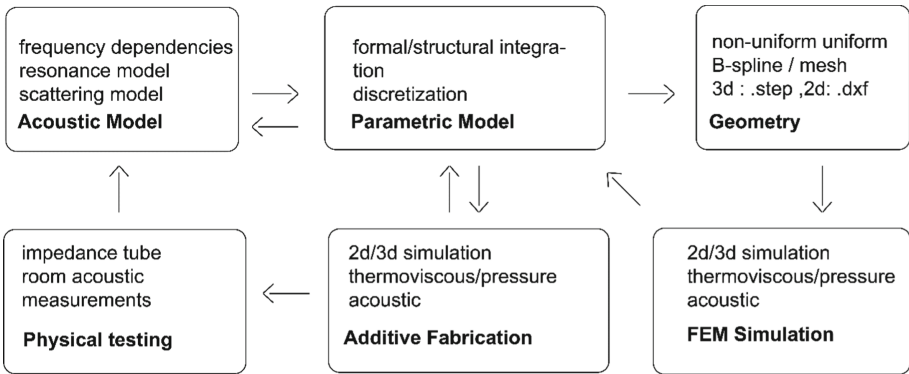 frequency dependencies
resonance model
scattering model
Acoustic Model
formal/structural integra-
tion
discretization
Parametric Model
non-uniform uniform
B-spline / mesh
3d : .step ,2d: .dxf
Geometry
impedance tube
room acoustic
measurements
Physical testing
2d/3d simulation
thermoviscous/pressure
acoustic
Additive Fabrication
2d/3d simulation
thermoviscous/pressure
acoustic
FEM Simulation